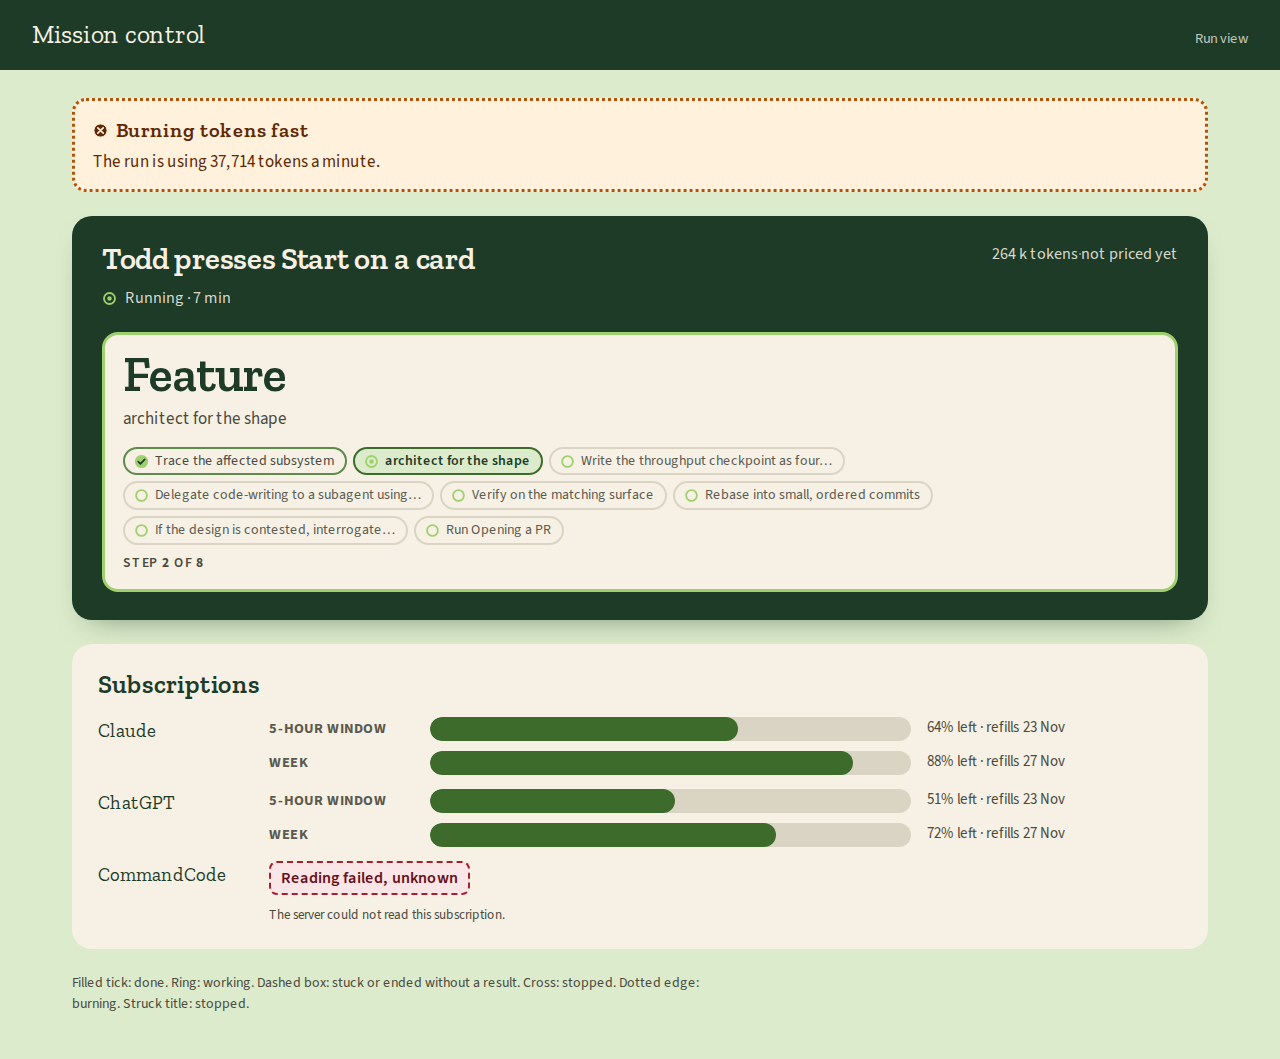 Mission control
Run view
Burning tokens fast
The run is using 37,714 tokens a minute.
Todd presses Start on a card
264 k tokens·not priced yet
Running · 7 min
Feature
architect for the shape
Trace the affected subsystem
architect for the shape
Write the throughput checkpoint as four…
Delegate code-writing to a subagent using…
Verify on the matching surface
Rebase into small, ordered commits
If the design is contested, interrogate…
Run Opening a PR
STEP 2 OF 8
Subscriptions
Claude
5-HOUR WINDOW
64% left · refills 23 Nov
WEEK
88% left · refills 27 Nov
ChatGPT
5-HOUR WINDOW
51% left · refills 23 Nov
WEEK
72% left · refills 27 Nov
CommandCode
Reading failed, unknown
The server could not read this subscription.
Filled tick: done. Ring: working. Dashed box: stuck or ended without a result. Cross: stopped. Dotted edge:
burning. Struck title: stopped.